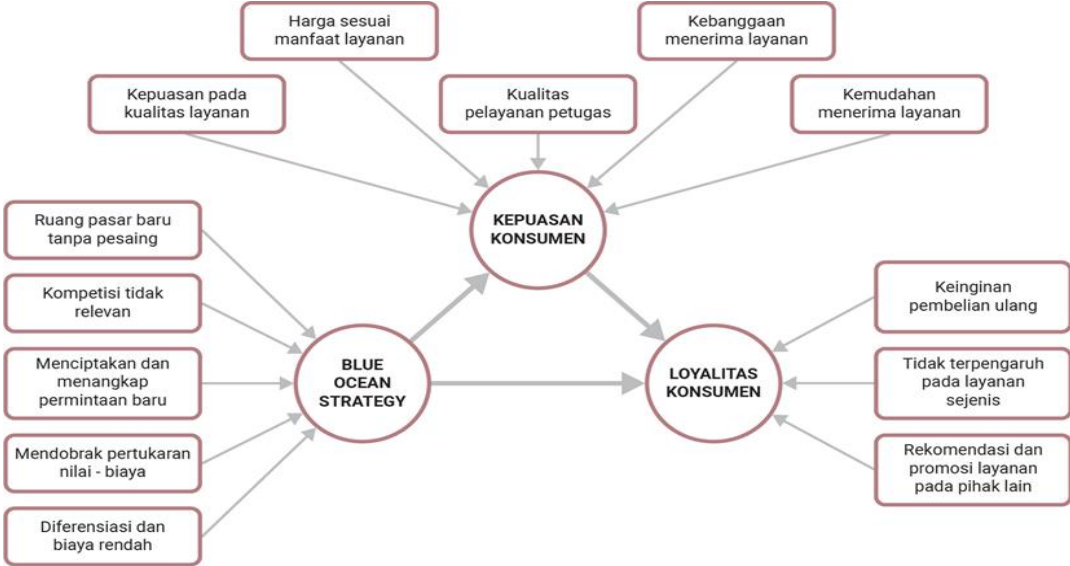 Harga sesuai
manfaat layanan
Kebanggaan
menerima layanan
Kepuasan pada
kualitas layanan
Kualitas
pelayanan petugas
Kemudahan
menerima layanan
KEPUASAN
KONSUMEN
Ruang pasar baru
tanpa pesaing
Kompetisi tidak
relevan
Menciptakan dan
menangkap
permintaan baru
Mendobrak pertukaran
nilai - biaya
Diferensiasi dan
biaya rendah
BLUE
OCEAN
STRATEGY
LOYALITAS
KONSUMEN
Keinginan
pembelian ulang
Tidak terpengaruh
pada layanan
sejenis
Rekomendasi dan
promosi layanan
pada pihak lain